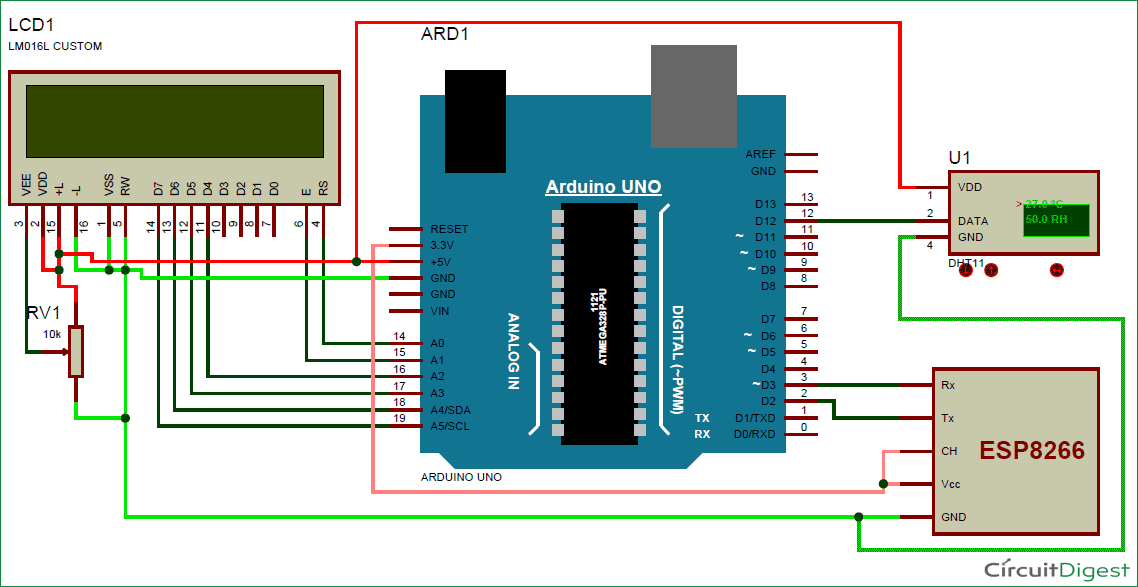 LCD1
LM016L CUSTOM
VEE
VDD
+L
-L
VSS
RW
D7
D6
D5
D4
D3
D2
D1
D0
E
RS
3
2
15
16
1
5
14
13
12
11
10
9
8
7
6
4
RV1
10k
ARD1
Arduino UNO
RESET
3.3V
+5V
GND
GND
VIN
14 A0
15 A1
16 A2
17 A3
18 A4/SDA
19 A5/SCL
ANALOG IN
1121
ATMEGA328P-PU
DIGITAL (~PWM)
AREF
GND
D13 13
D12 12
~ D11 11
~ D10 10
~ D9 9
D8 8
D7 7
~ D6 6
~ D5 5
D4 4
~D3 3
D2 2
TX D1/TXD 1
RX D0/RXD 0
ARDUINO UNO
U1
1 VDD
2 DATA
4 GND
> 27.0 °C
50.0 RH
DHT11
Rx
Tx
CH
Vcc
GND
ESP8266
CircuitDigest